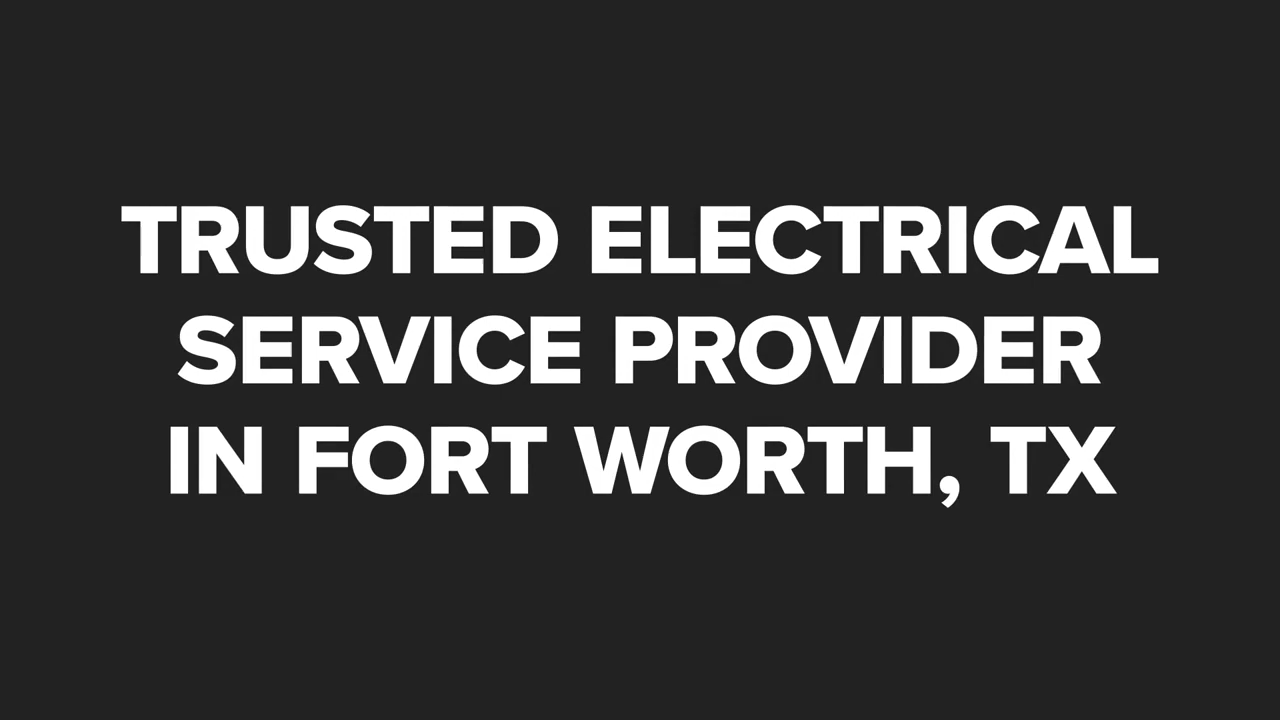 TRUSTED ELECTRICAL
SERVICE PROVIDER
IN FORT WORTH, TX